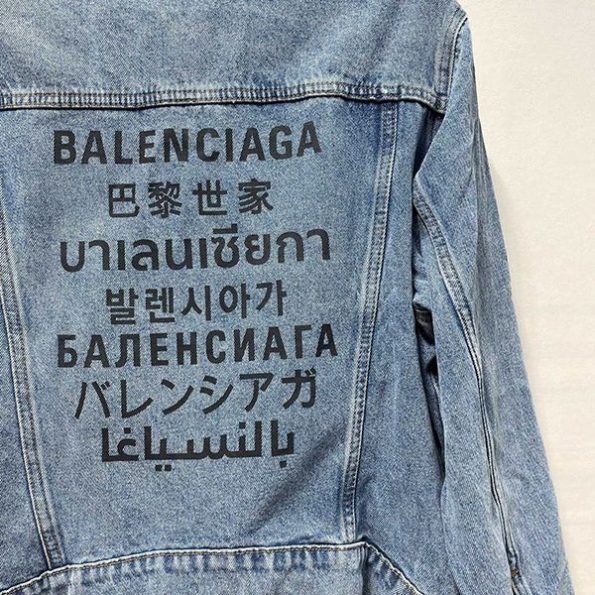 BALENCIAGA
巴黎世家
บาเลนเซียกา
발렌시아가
БАЛЕНСИАГА
バレンシアガ
بالنسياغا